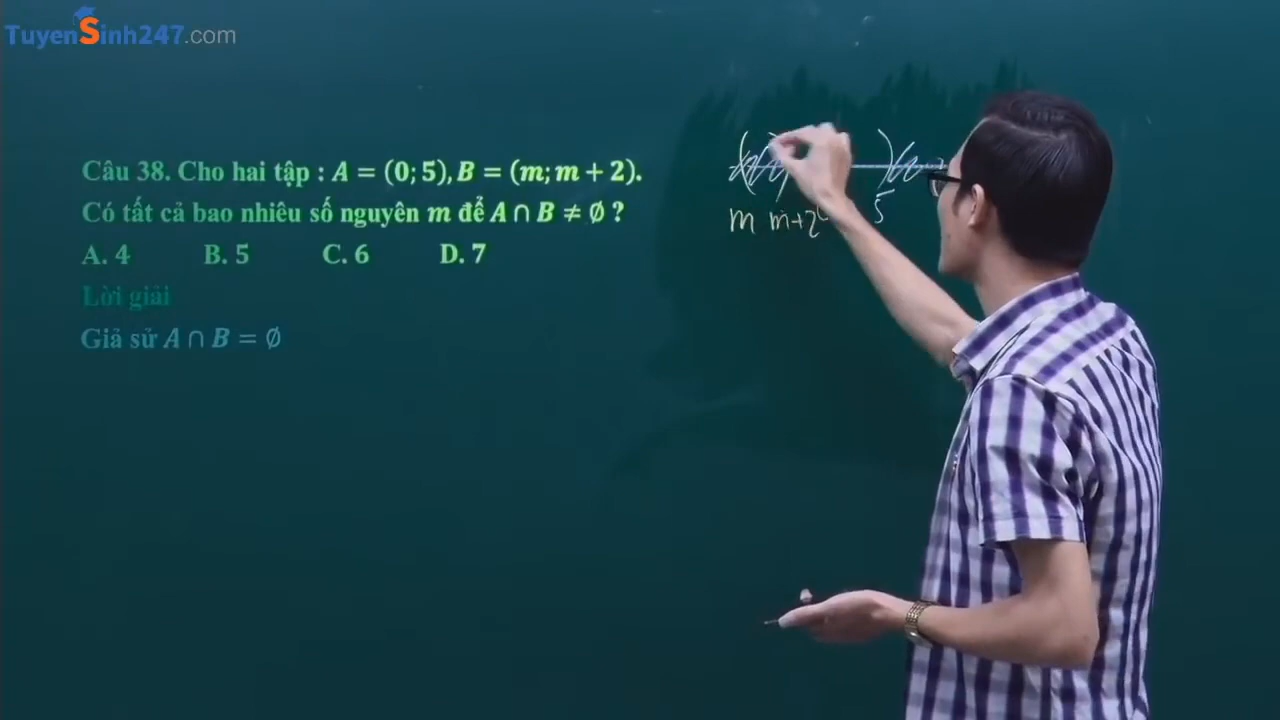 TuyenSinh247.com
Câu 38. Cho hai tập : A = (0; 5), B = (m; m + 2).
Có tất cả bao nhiêu số nguyên m để A ∩ B ≠ ∅ ?
A. 4 B. 5 C. 6 D. 7
Lời giải
Giả sử A ∩ B = ∅
m m+2 5